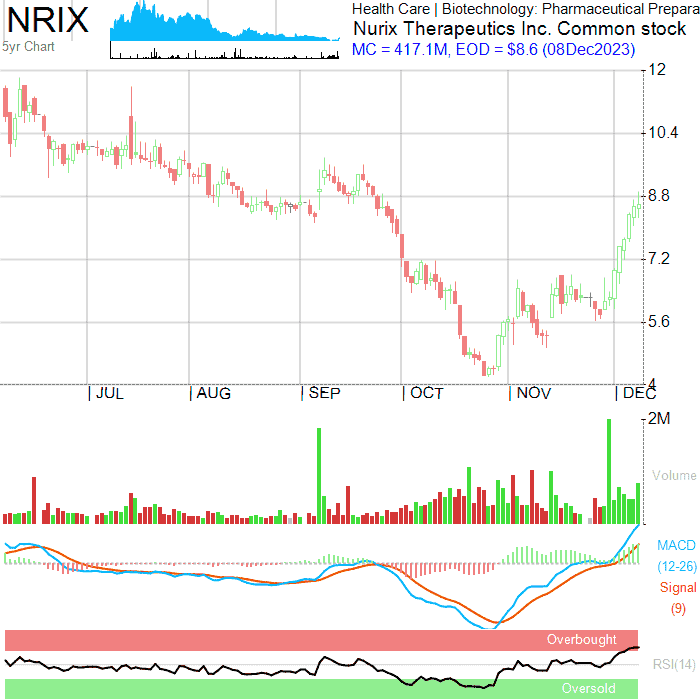 NRIX
5yr Chart
Health Care | Biotechnology: Pharmaceutical Prepara
Nurix Therapeutics Inc. Common stock
MC = 417.1M, EOD = $8.6 (08Dec2023)
12
10.4
8.8
7.2
5.6
4
JUL AUG SEP OCT NOV DEC
2M
Volume
MACD
(12-26)
Signal
(9)
Overbought
RSI(14)
Oversold